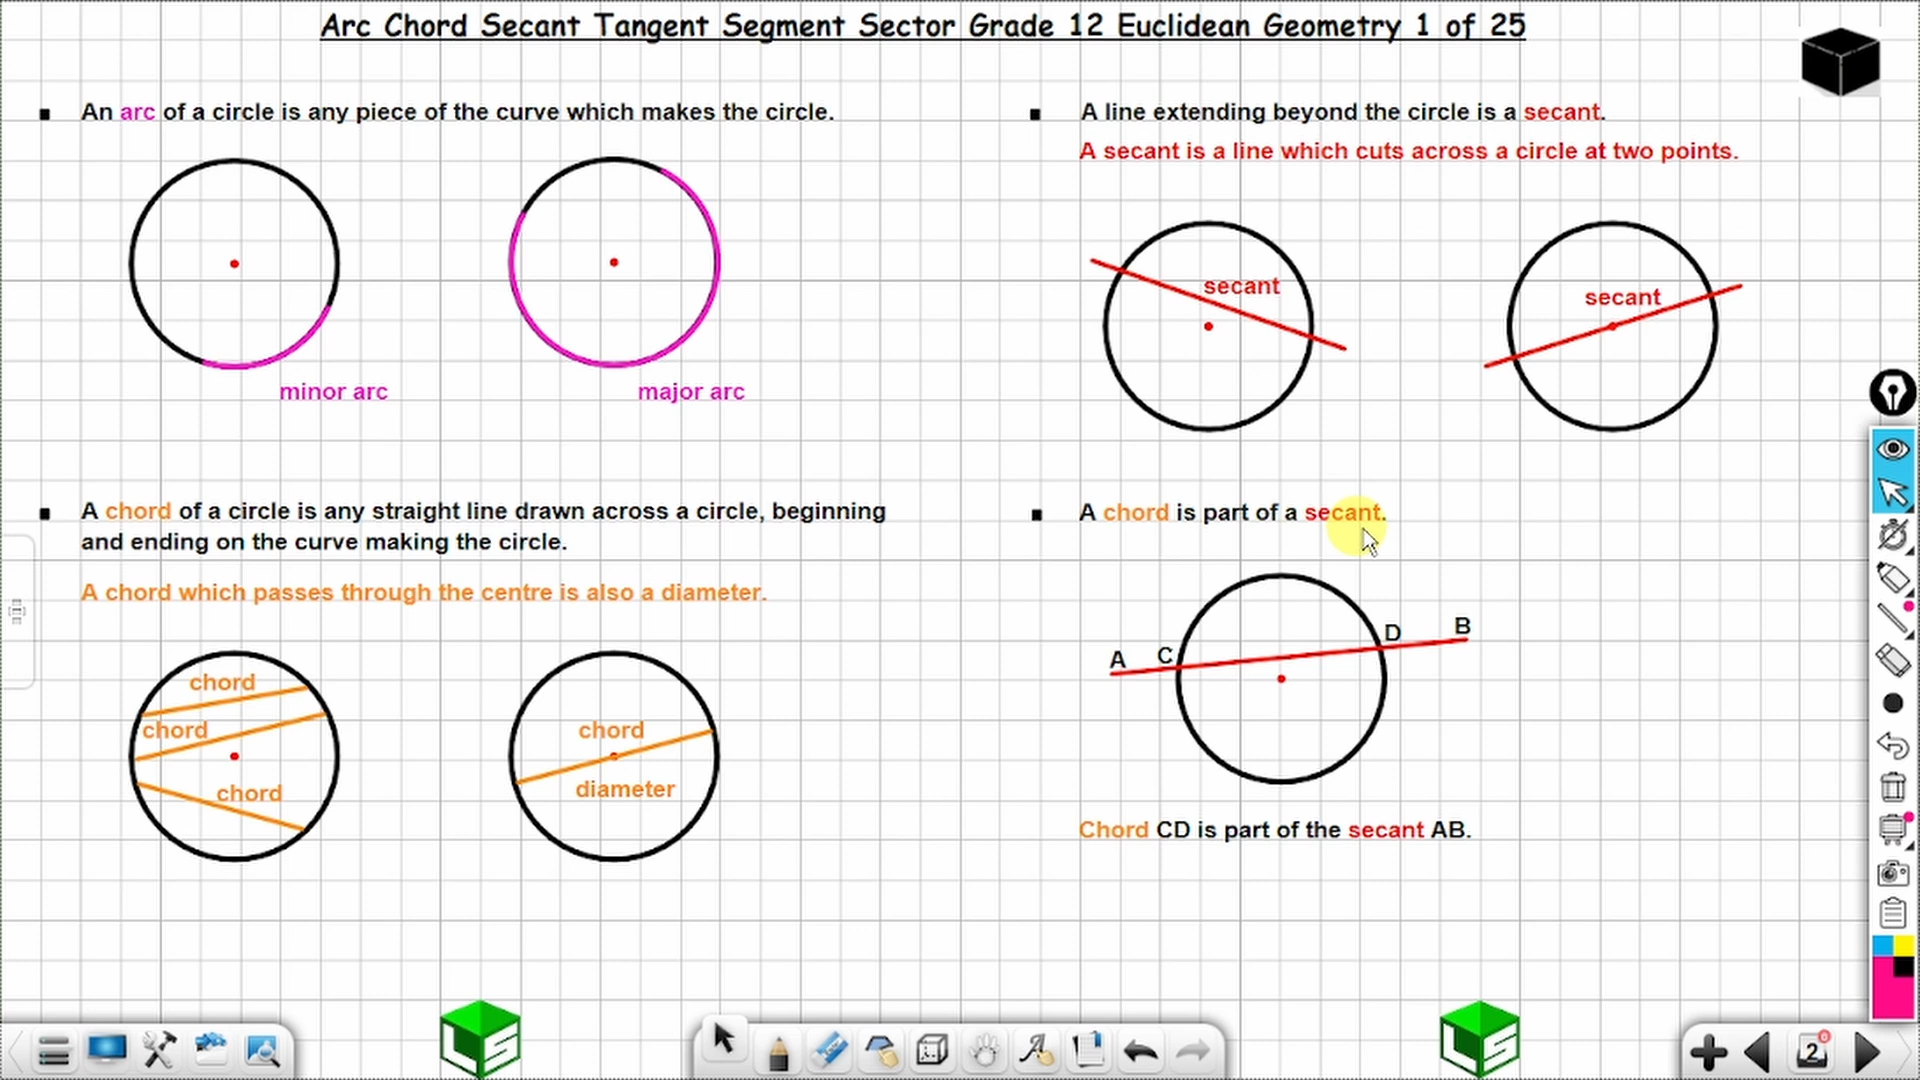 Arc Chord Secant Tangent Segment Sector Grade 12 Euclidean Geometry 1 of 25
An arc of a circle is any piece of the curve which makes the circle.
minor arc
major arc
A chord of a circle is any straight line drawn across a circle, beginning
and ending on the curve making the circle.
A chord which passes through the centre is also a diameter.
chord
chord
chord
chord
diameter
A line extending beyond the circle is a secant.
A secant is a line which cuts across a circle at two points.
secant
secant
A chord is part of a secant.
A
C
D
B
Chord CD is part of the secant AB.
LS
LS
2
6